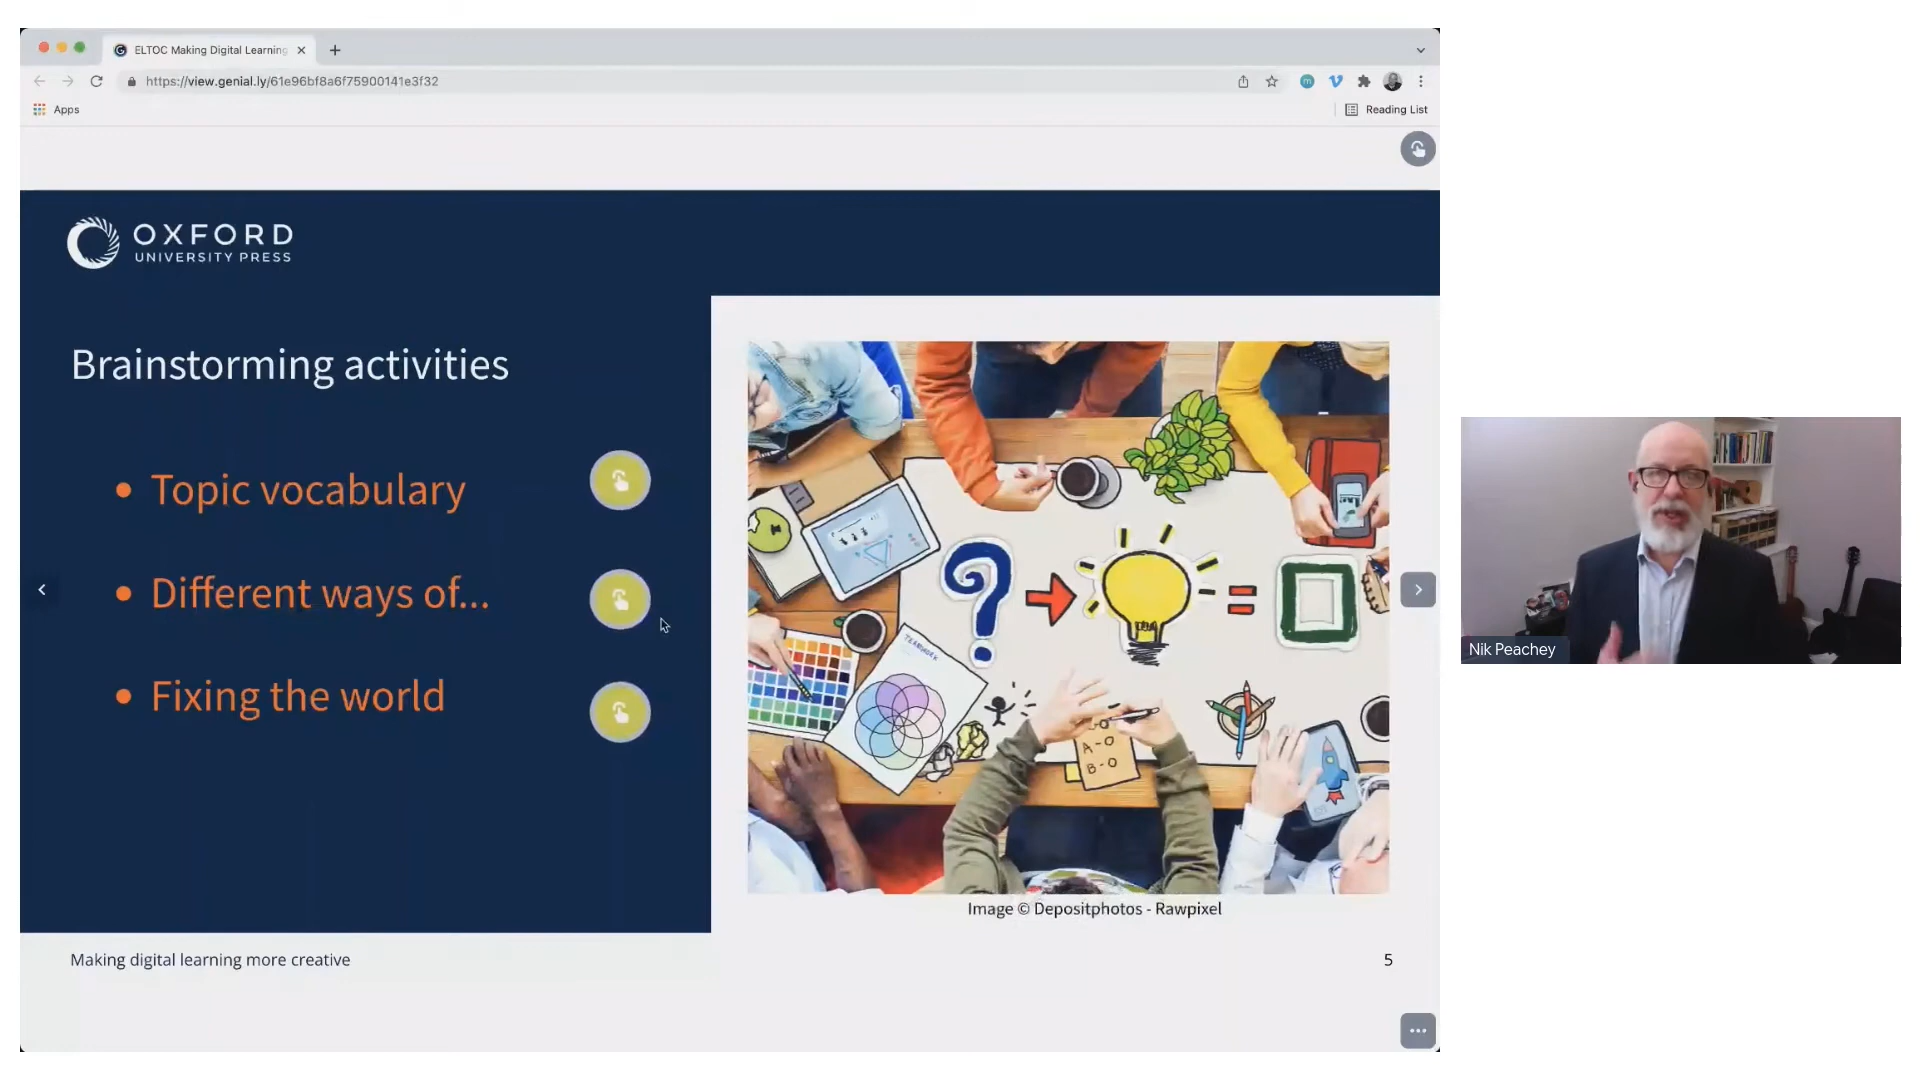 ELTOC Making Digital Learning
https://view.genial.ly/61e96bf8a6f75900141e3f32
Apps
Reading List
OXFORD
UNIVERSITY PRESS
Brainstorming activities
• Topic vocabulary
• Different ways of...
• Fixing the world
TEAMWORK
A-O
B-O
Image © Depositphotos - Rawpixel
Nik Peachey
Making digital learning more creative
5